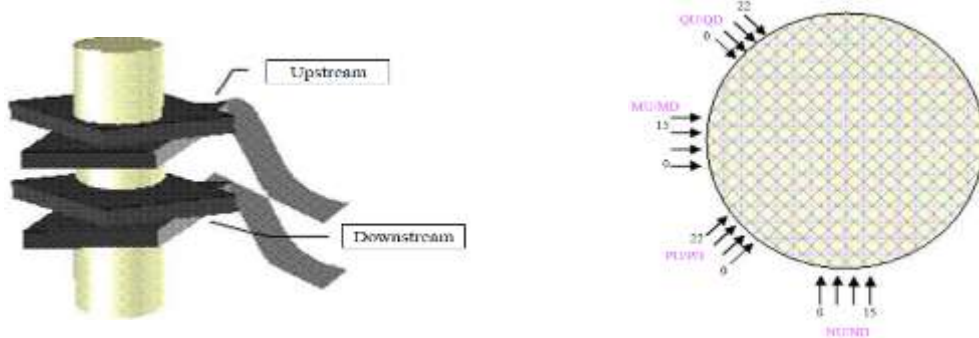 Upstream
Downstream
QU/QD
22
0
MU/MD
15
0
22
PU/PD
0
0
15
NU/ND